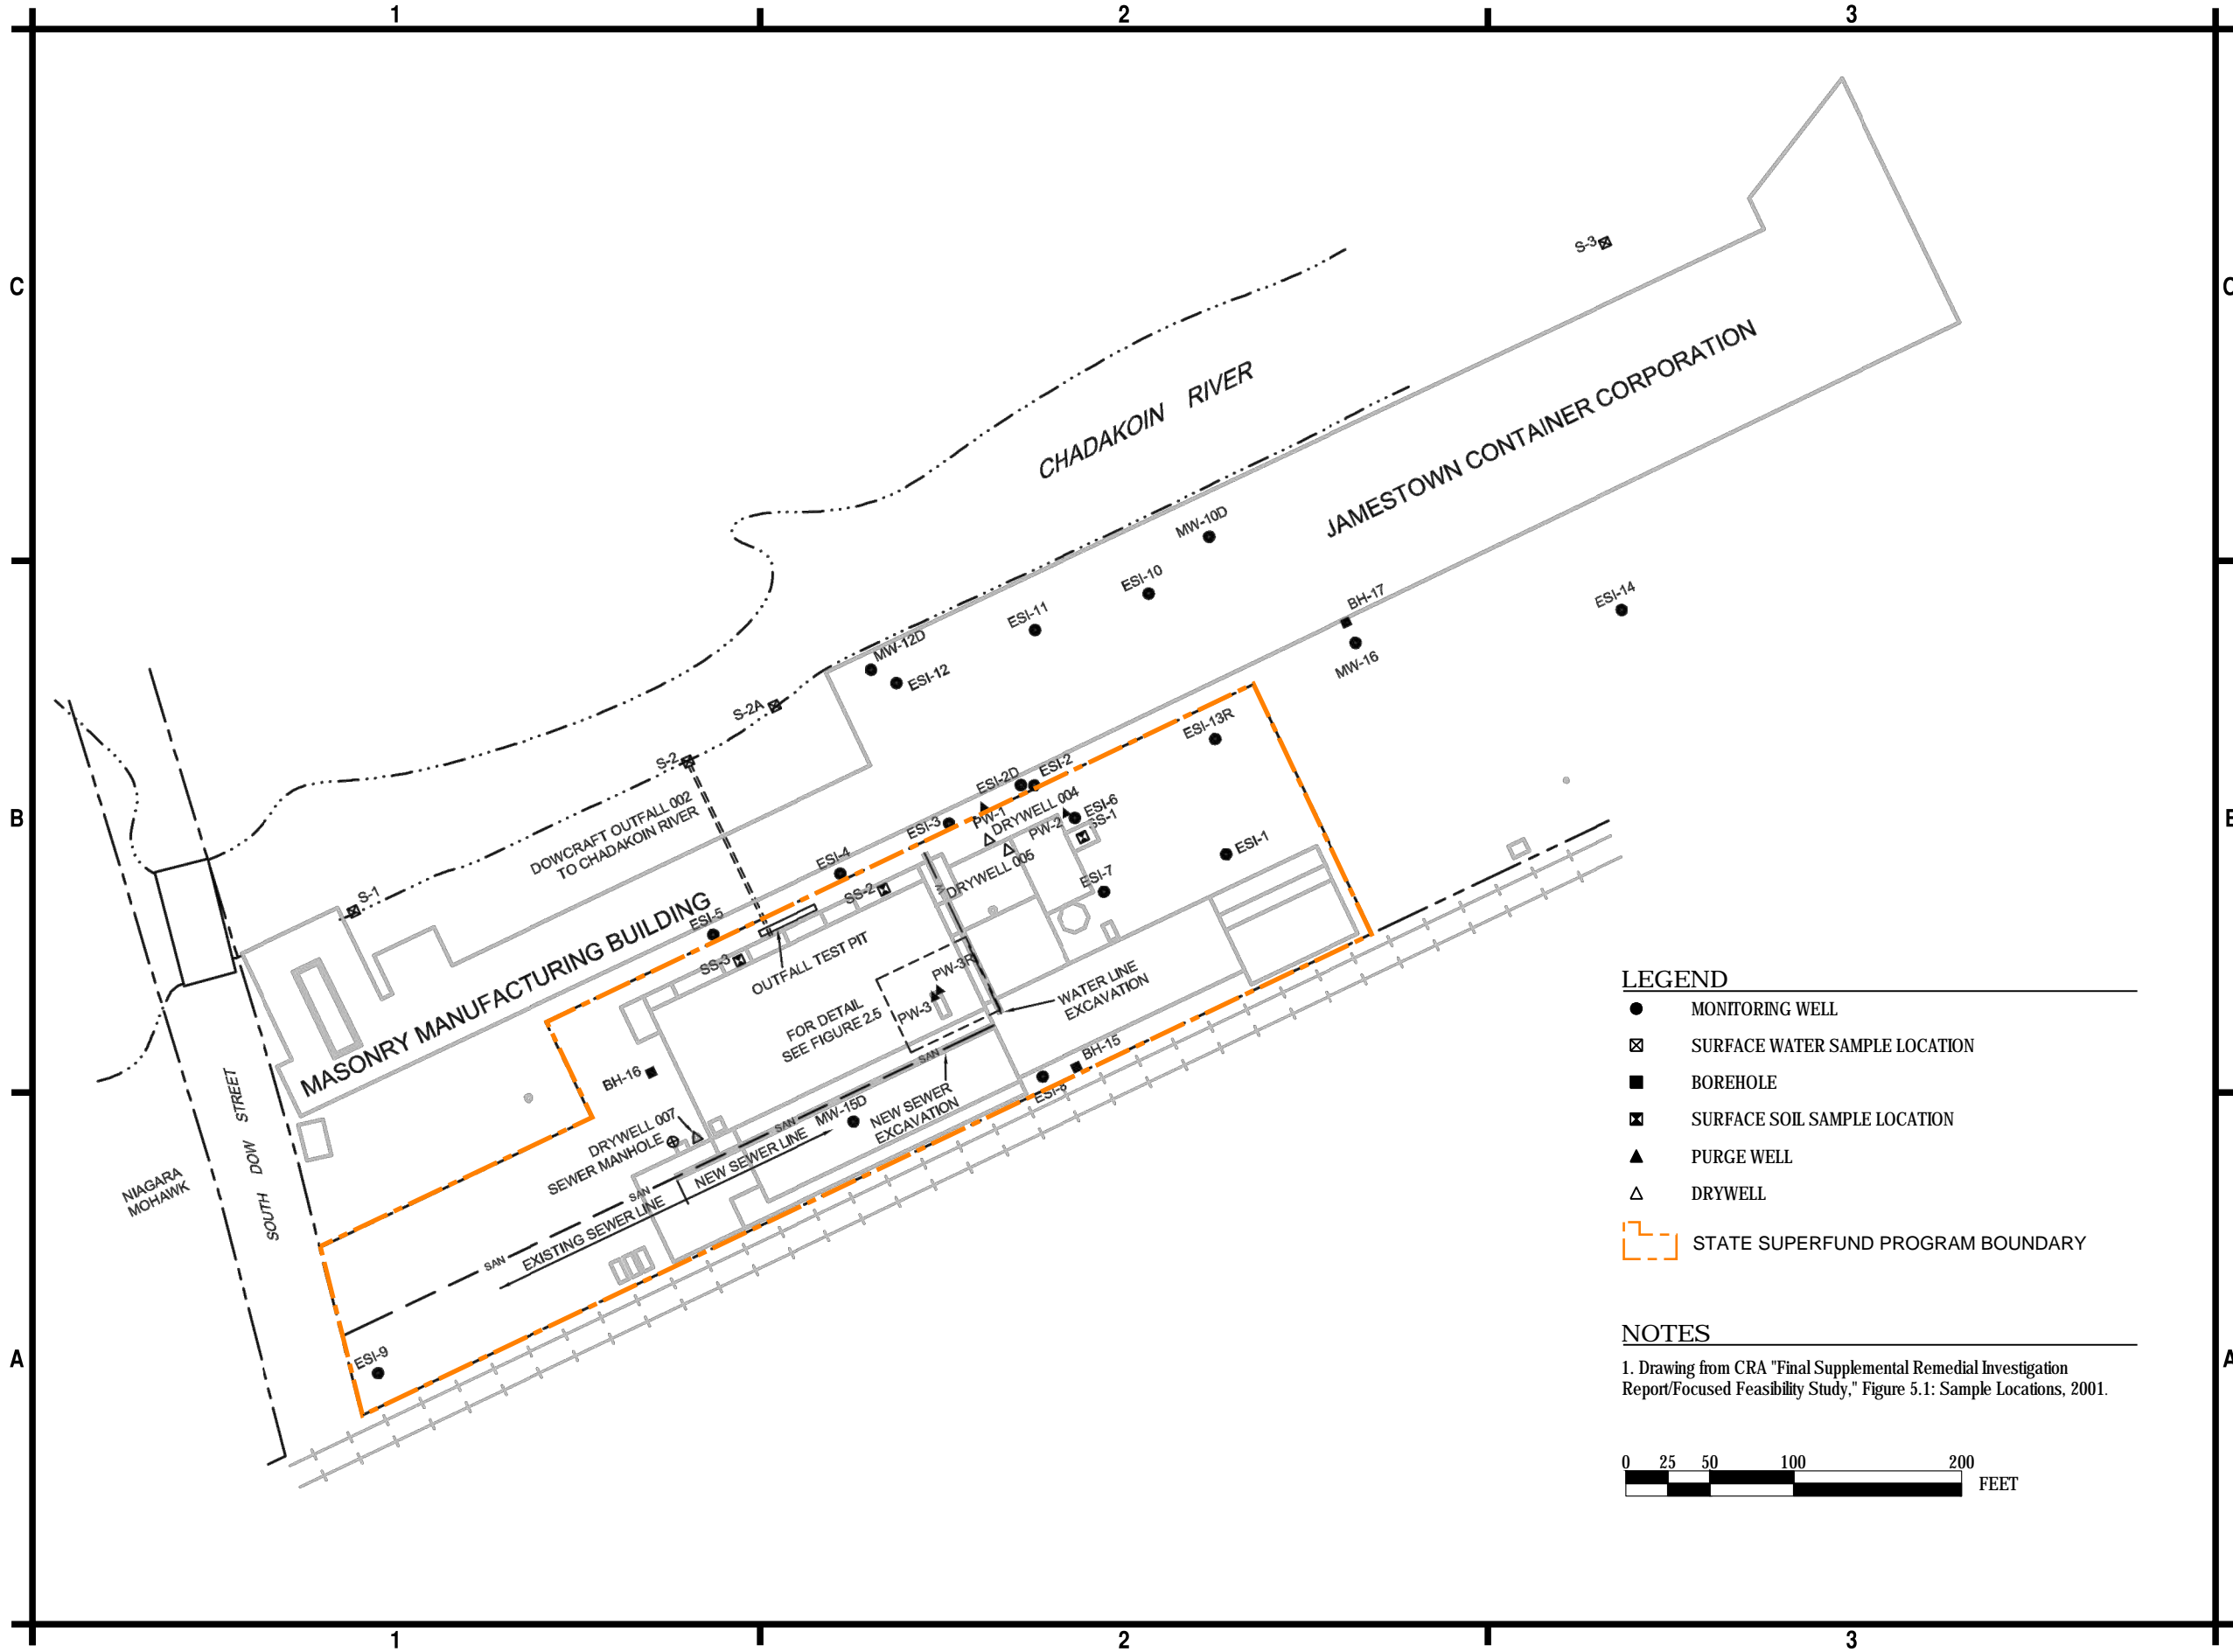 1
2
3
C
C
S-3
CHADAKOIN RIVER
JAMESTOWN CONTAINER CORPORATION
MW-10D
ESI-10
ESI-11
BH-17
ESI-14
MW-12D
ESI-12
MW-16
S-2A
ESI-13R
S-2
ESI-2D
ESI-2
B
B
DOWCRAFT OUTFALL 002
TO CHADAKOIN RIVER
PW-1
DRYWELL 004
ESI-6
PW-2
SS-1
ESI-3
ESI-1
ESI-4
DRYWELL 005
W
ESI-7
SS-2
S-1
MASONRY MANUFACTURING BUILDING
ESI-5
SS-3
OUTFALL TEST PIT
PW-3R
PW-3
WATER LINE
EXCAVATION
FOR DETAIL
SEE FIGURE 2.5
SAN
BH-15
ESI-8
BH-16
NEW SEWER
EXCAVATION
MW-15D
DRYWELL 007
SEWER MANHOLE
SAN
NEW SEWER LINE
SAN
EXISTING SEWER LINE
SAN
SOUTH DOW STREET
NIAGARA
MOHAWK
ESI-9
A
A
LEGEND
MONITORING WELL
SURFACE WATER SAMPLE LOCATION
BOREHOLE
SURFACE SOIL SAMPLE LOCATION
PURGE WELL
DRYWELL
STATE SUPERFUND PROGRAM BOUNDARY
NOTES
1. Drawing from CRA "Final Supplemental Remedial Investigation
Report/Focused Feasibility Study," Figure 5.1: Sample Locations, 2001.
0 25 50 100 200
FEET
1
2
3